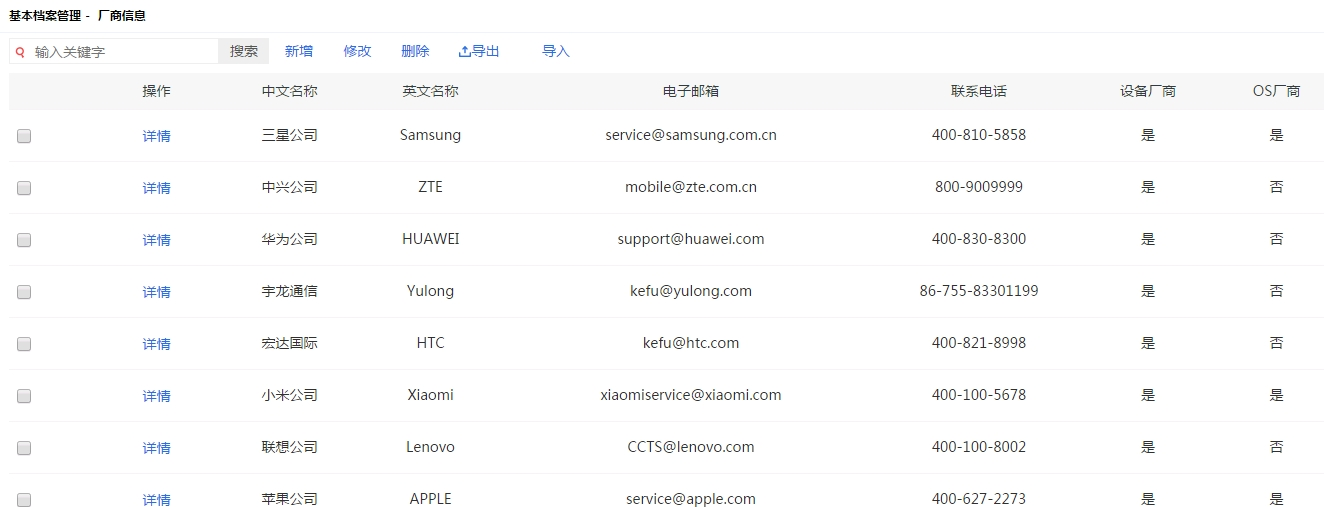 基本档案管理 - 厂商信息
输入关键字 搜索 新增 修改 删除 导出 导入
操作 中文名称 英文名称 电子邮箱 联系电话 设备厂商 OS厂商
详情 三星公司 Samsung service@samsung.com.cn 400-810-5858 是 是
详情 中兴公司 ZTE mobile@zte.com.cn 800-9009999 是 否
详情 华为公司 HUAWEI support@huawei.com 400-830-8300 是 否
详情 宇龙通信 Yulong kefu@yulong.com 86-755-83301199 是 否
详情 宏达国际 HTC kefu@htc.com 400-821-8998 是 否
详情 小米公司 Xiaomi xiaomiservice@xiaomi.com 400-100-5678 是 是
详情 联想公司 Lenovo CCTS@lenovo.com 400-100-8002 是 否
详情 苹果公司 APPLE service@apple.com 400-627-2273 是 是